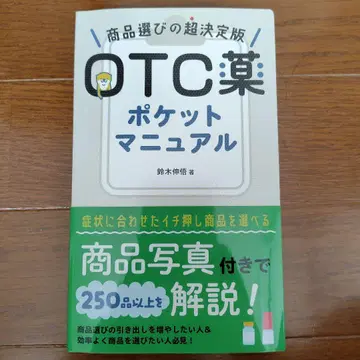 商品選びの超決定版
OTC薬
ポケット
マニュアル
鈴木伸悟 著
症状に合わせたイチ押し商品を選べる
商品写真付きで
250品以上を解説!
商品選びの引き出しを増やしたい人&
効率よく商品を選びたい人必見!